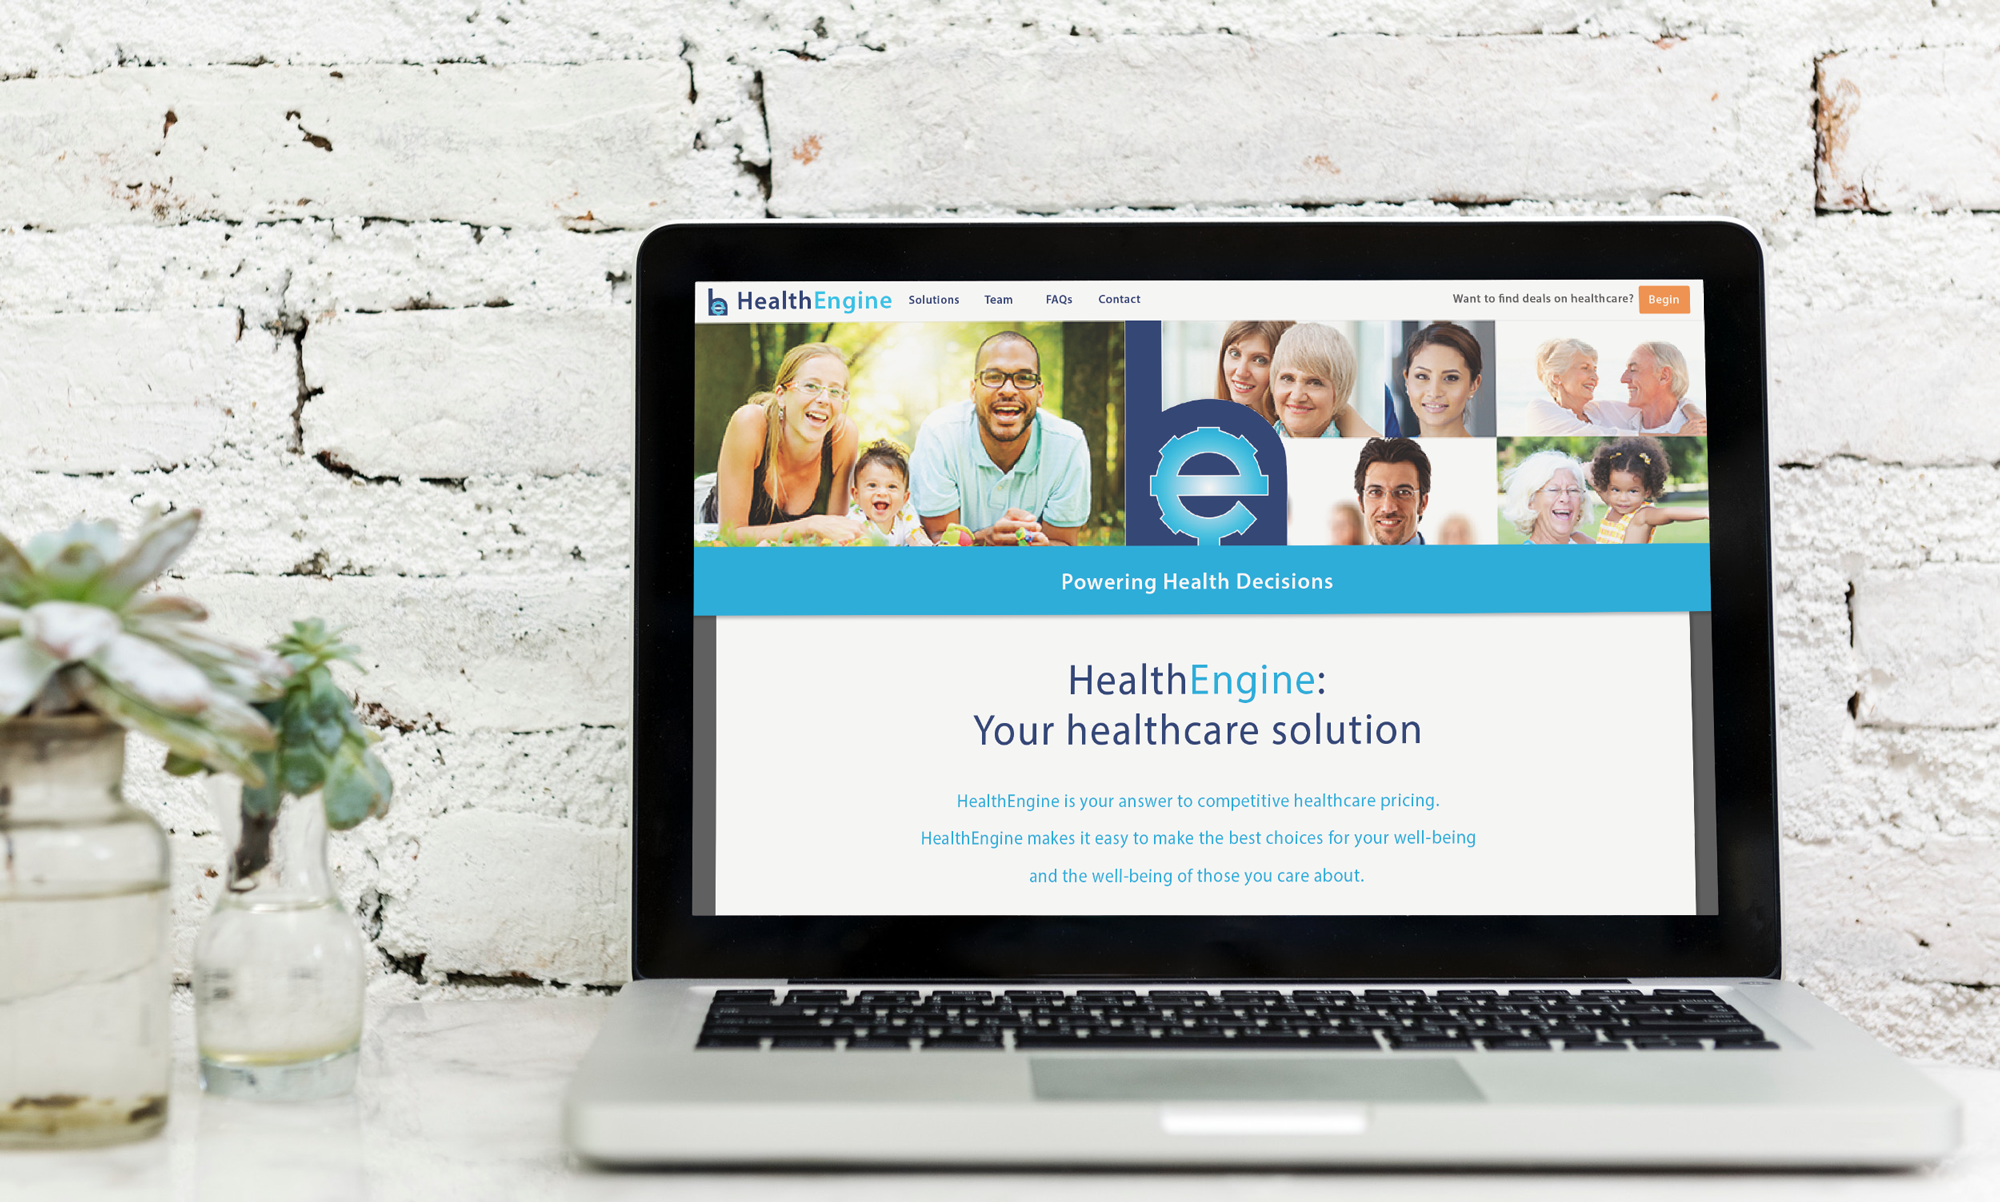 HealthEngine
Solutions
Team
FAQs
Contact
Want to find deals on healthcare?
Begin
Powering Health Decisions
HealthEngine:
Your healthcare solution
HealthEngine is your answer to competitive healthcare pricing.
HealthEngine makes it easy to make the best choices for your well-being
and the well-being of those you care about.